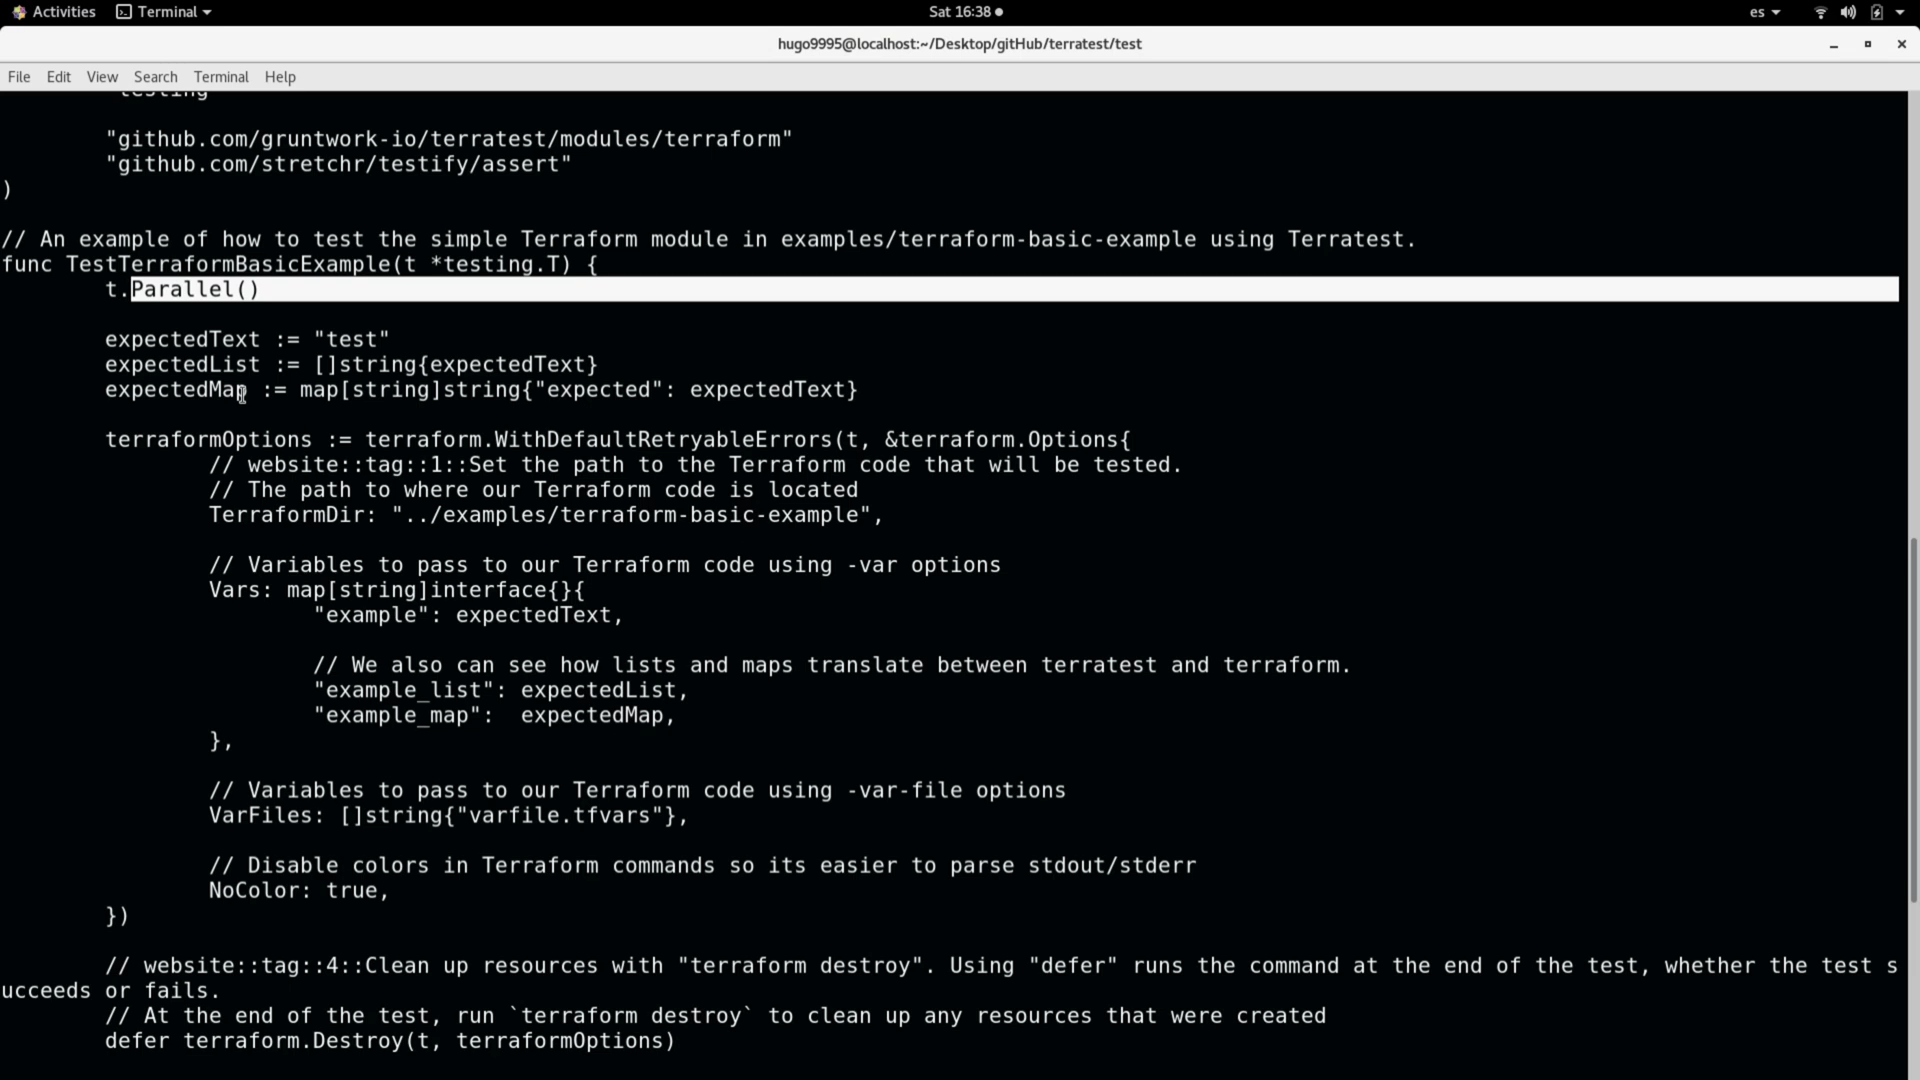 Activities Terminal Sat 16:38 es
hugo9995@localhost:~/Desktop/gitHub/terratest/test
File Edit View Search Terminal Help
"testing"
"github.com/gruntwork-io/terratest/modules/terraform"
"github.com/stretchr/testify/assert"
)
// An example of how to test the simple Terraform module in examples/terraform-basic-example using Terratest.
func TestTerraformBasicExample(t *testing.T) {
t.Parallel()
expectedText := "test"
expectedList := []string{expectedText}
expectedMap := map[string]string{"expected": expectedText}
terraformOptions := terraform.WithDefaultRetryableErrors(t, &terraform.Options{
// website::tag::1::Set the path to the Terraform code that will be tested.
// The path to where our Terraform code is located
TerraformDir: "../examples/terraform-basic-example",
// Variables to pass to our Terraform code using -var options
Vars: map[string]interface{}{
"example": expectedText,
// We also can see how lists and maps translate between terratest and terraform.
"example_list": expectedList,
"example_map":  expectedMap,
},
// Variables to pass to our Terraform code using -var-file options
VarFiles: []string{"varfile.tfvars"},
// Disable colors in Terraform commands so its easier to parse stdout/stderr
NoColor: true,
})
// website::tag::4::Clean up resources with "terraform destroy". Using "defer" runs the command at the end of the test, whether the test s
ucceeds or fails.
// At the end of the test, run `terraform destroy` to clean up any resources that were created
defer terraform.Destroy(t, terraformOptions)